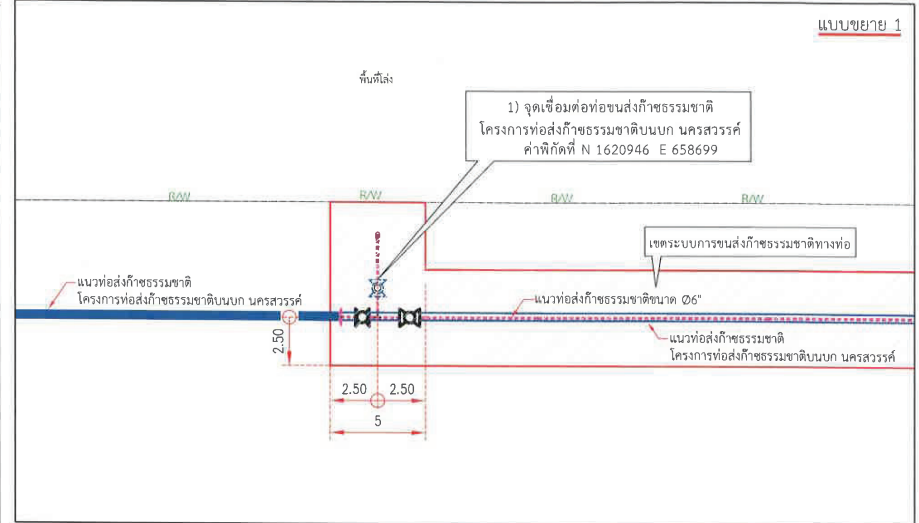 แบบขยาย 1
พื้นที่โล่ง
1) จุดเชื่อมต่อท่อขนส่งก๊าซธรรมชาติ
โครงการท่อส่งก๊าซธรรมชาติบนบก นครสวรรค์
ค่าพิกัดที่ N 1620946 E 658699
R/W R/W R/W R/W
เขตระบบการขนส่งก๊าซธรรมชาติทางท่อ
แนวท่อส่งก๊าซธรรมชาติ
โครงการท่อส่งก๊าซธรรมชาติบนบก นครสวรรค์
แนวท่อส่งก๊าซธรรมชาติขนาด Ø6"
แนวท่อส่งก๊าซธรรมชาติ
โครงการท่อส่งก๊าซธรรมชาติบนบก นครสวรรค์
2.50
2.50 2.50
5